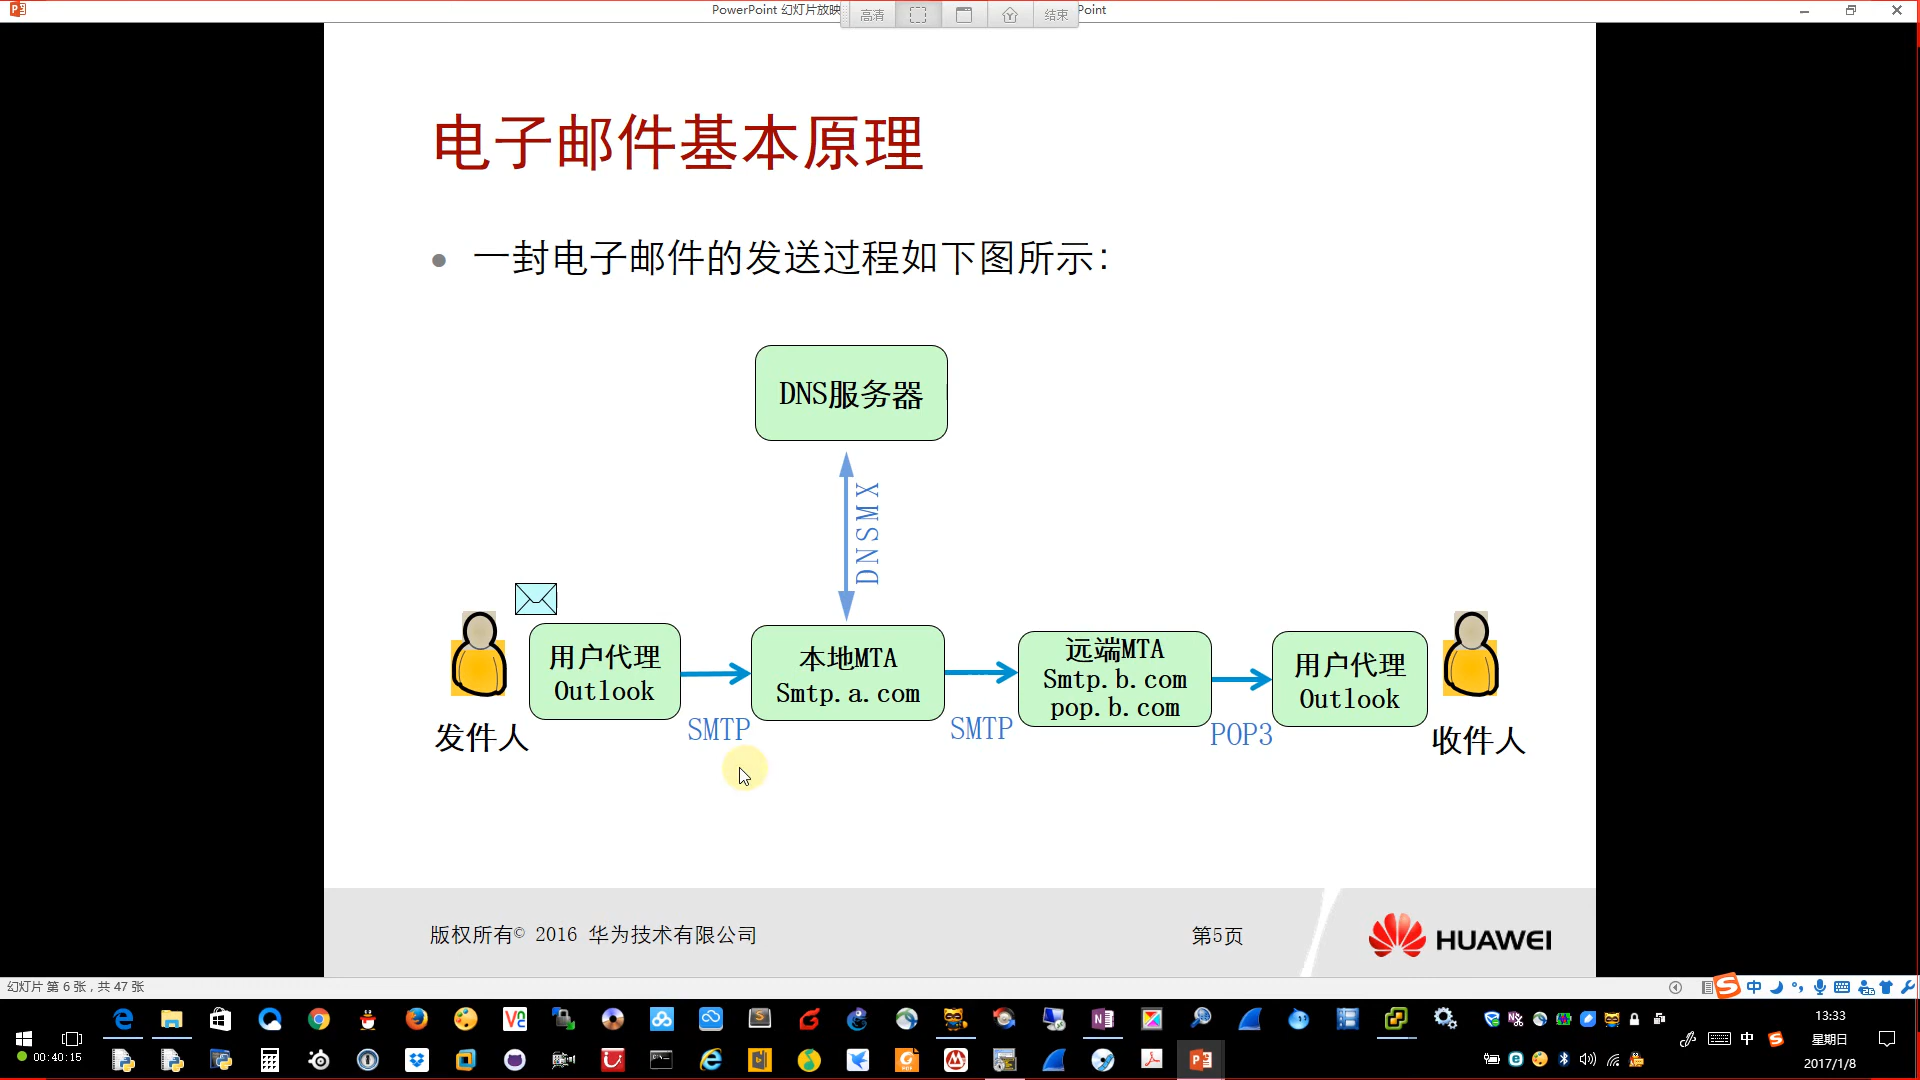 PowerPoint 幻灯片放映
高清
结束
Point
电子邮件基本原理
一封电子邮件的发送过程如下图所示：
DNS服务器
DNSMX
用户代理
Outlook
本地MTA
Smtp.a.com
远端MTA
Smtp.b.com
pop.b.com
用户代理
Outlook
发件人
SMTP
SMTP
POP3
收件人
版权所有© 2016 华为技术有限公司
第5页
HUAWEI
幻灯片 第 6 张，共 47 张
中
13:33
星期日
2017/1/8
00:40:15
中